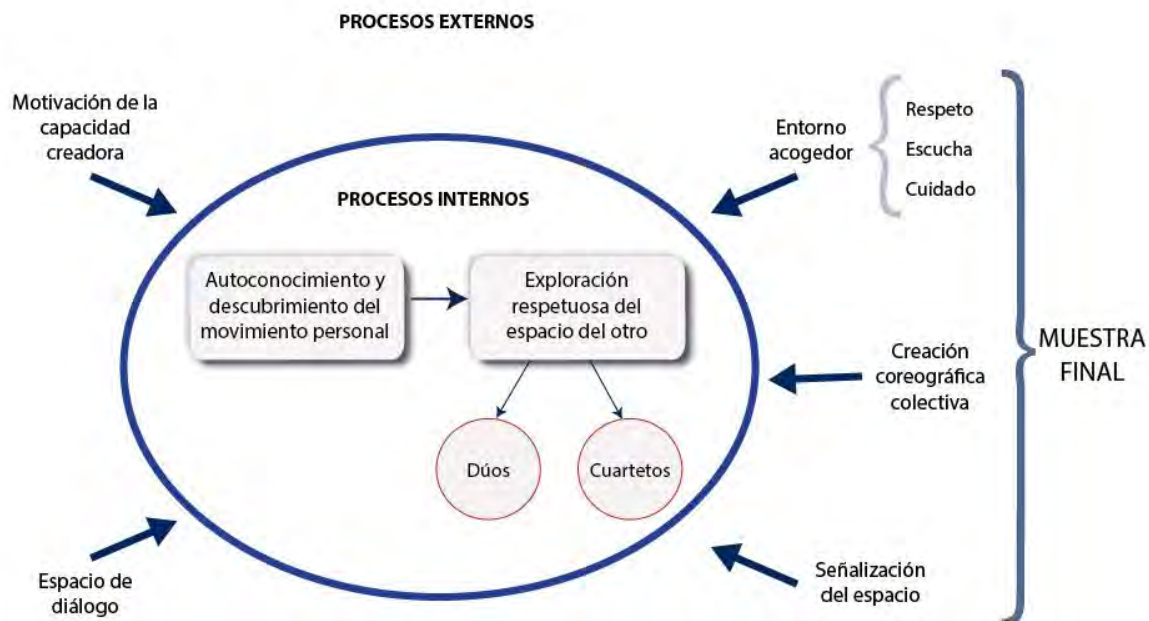 PROCESOS EXTERNOS
Motivación de la
capacidad
creadora
Entorno
acogedor
Respeto
Escucha
Cuidado
PROCESOS INTERNOS
Autoconocimiento y
descubrimiento del
movimiento personal
Exploración
respetuosa del
espacio del otro
Creación
coreográfica
colectiva
MUESTRA
FINAL
Dúos
Cuartetos
Espacio de
diálogo
Señalización
del espacio